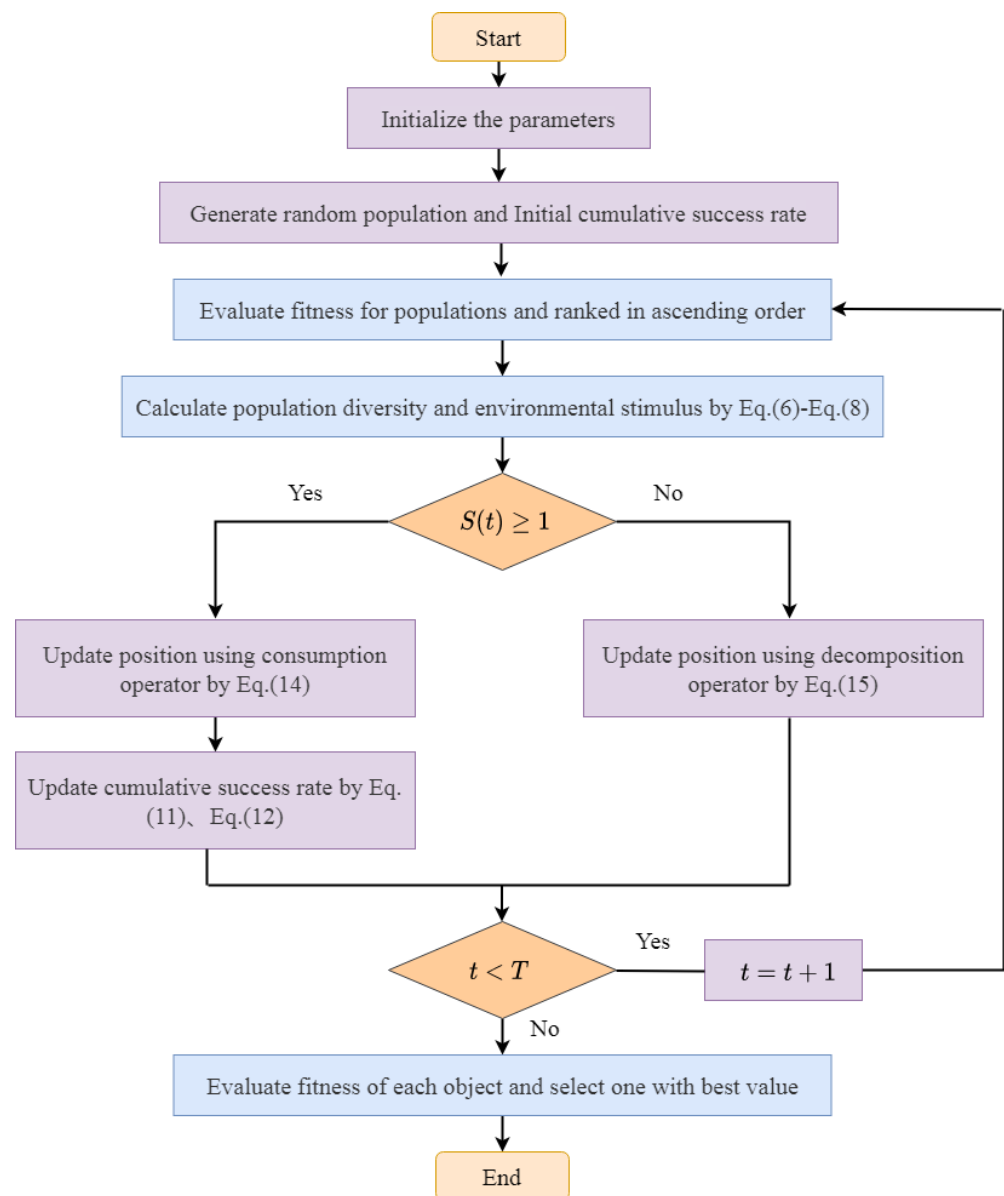 Start
Initialize the parameters
Generate random population and Initial cumulative success rate
Evaluate fitness for populations and ranked in ascending order
Calculate population diversity and environmental stimulus by Eq.(6)-Eq.(8)
Yes
No
S(t) ≥ 1
Update position using consumption
operator by Eq.(14)
Update position using decomposition
operator by Eq.(15)
Update cumulative success rate by Eq.
(11)、Eq.(12)
t < T
Yes
t = t + 1
No
Evaluate fitness of each object and select one with best value
End